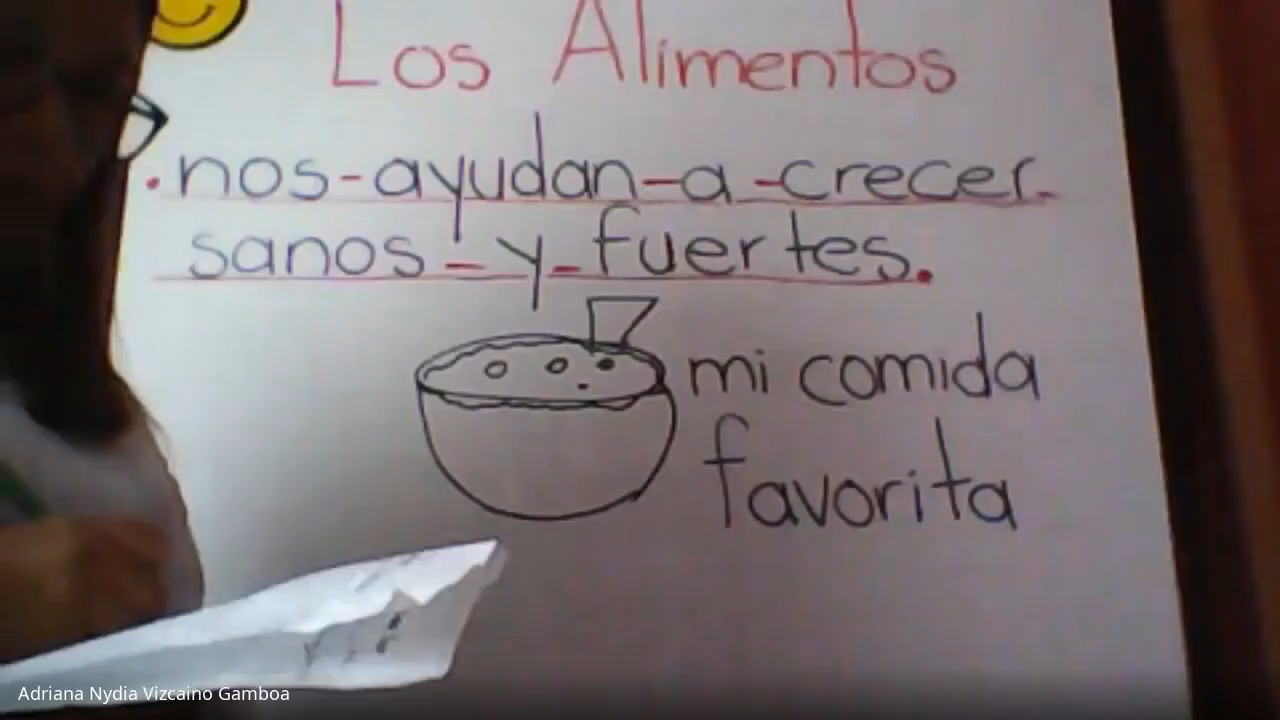 Los Alimentos
. nos-ayudan-a-crecer-
sanos-y-fuertes.
mi comida
favorita
Adriana Nydia Vizcaino Gamboa